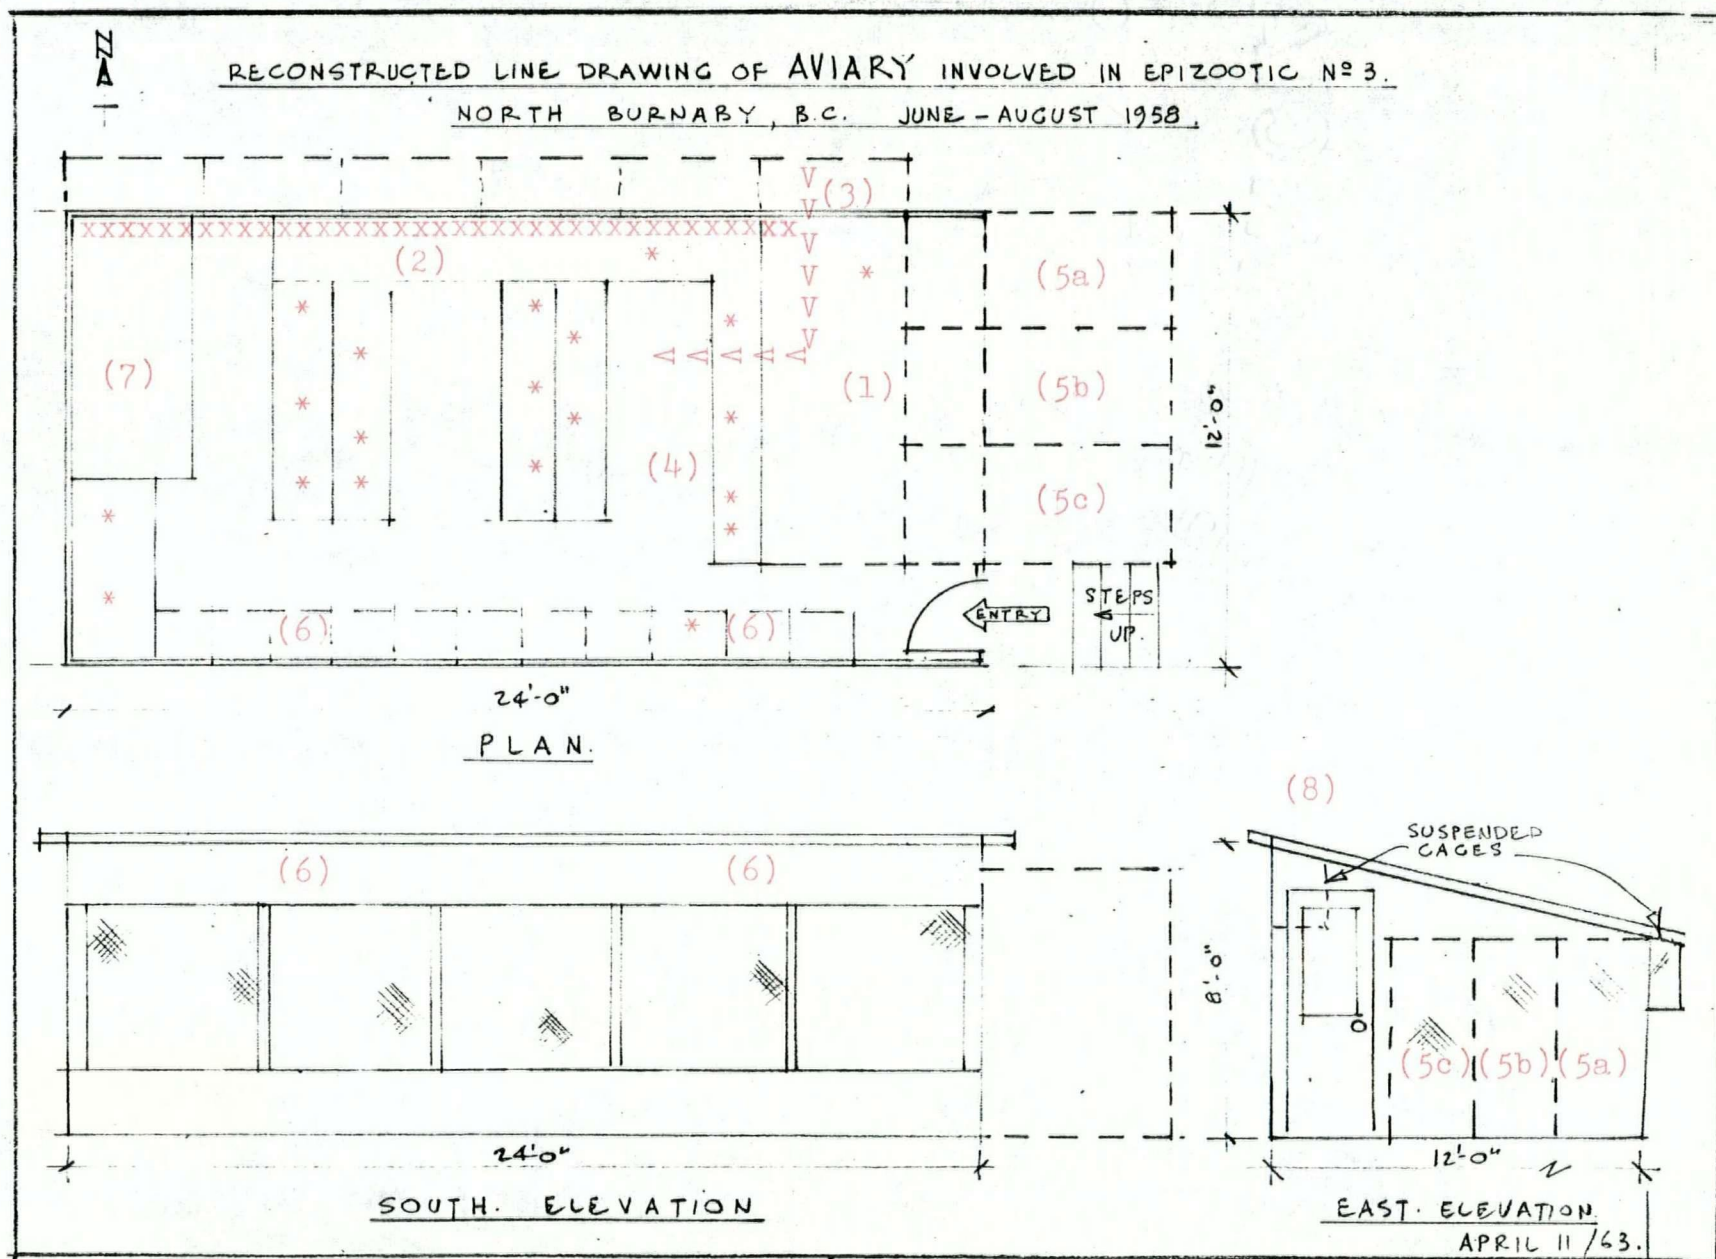 N
RECONSTRUCTED LINE DRAWING OF AVIARY INVOLVED IN EPIZOOTIC Nº 3.
NORTH BURNABY, B.C. JUNE - AUGUST 1958.
V (3)
V
XXXXXXXXXXXXXXXXXXXXXXXXXXXXXXXXXXXXX V
(2) *
V * (5a)
* * V
* * V
* V
< < < < <
(7) * (1) (5b)
* * *
12'-0"
* * (4)
* * * * (5c)
*
*
*
STEPS
ENTRY
UP.
(6) * (6)
24'-0"
PLAN.
(8)
SUSPENDED
CAGES
(6) (6)
8'-0"
(5c) (5b) (5a)
24'-0"
12'-0"
SOUTH. ELEVATION
EAST. ELEVATION.
APRIL 11/63.